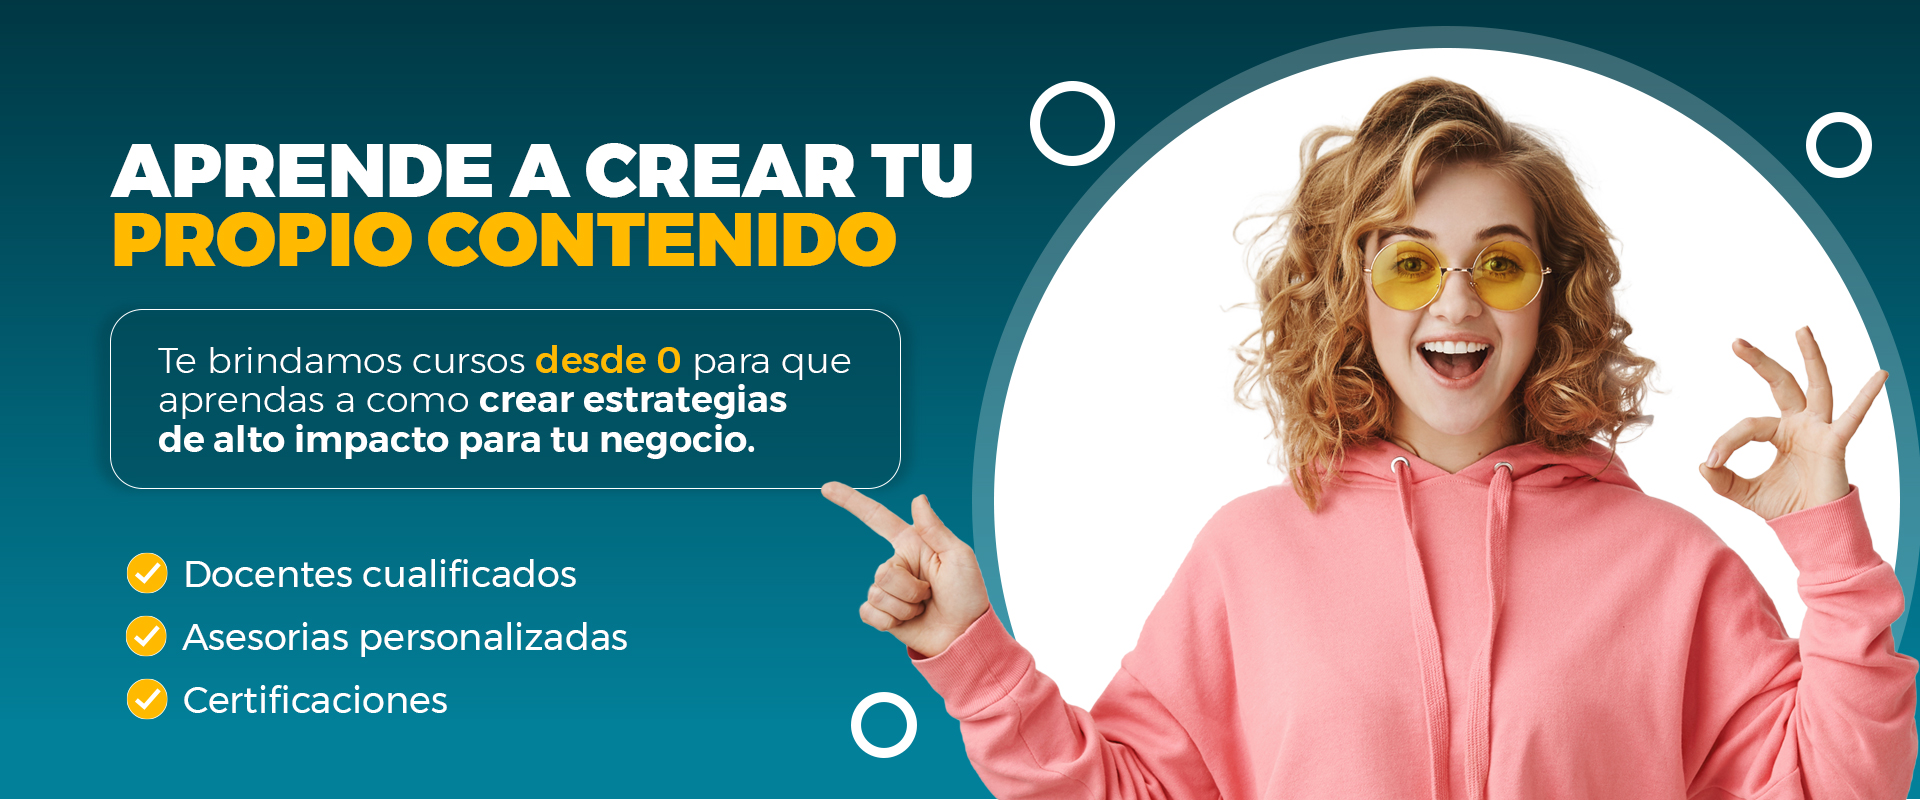 APRENDE A CREAR TU
PROPIO CONTENIDO
Te brindamos cursos desde 0 para que
aprendas a como crear estrategias
de alto impacto para tu negocio.
Docentes cualificados
Asesorias personalizadas
Certificaciones